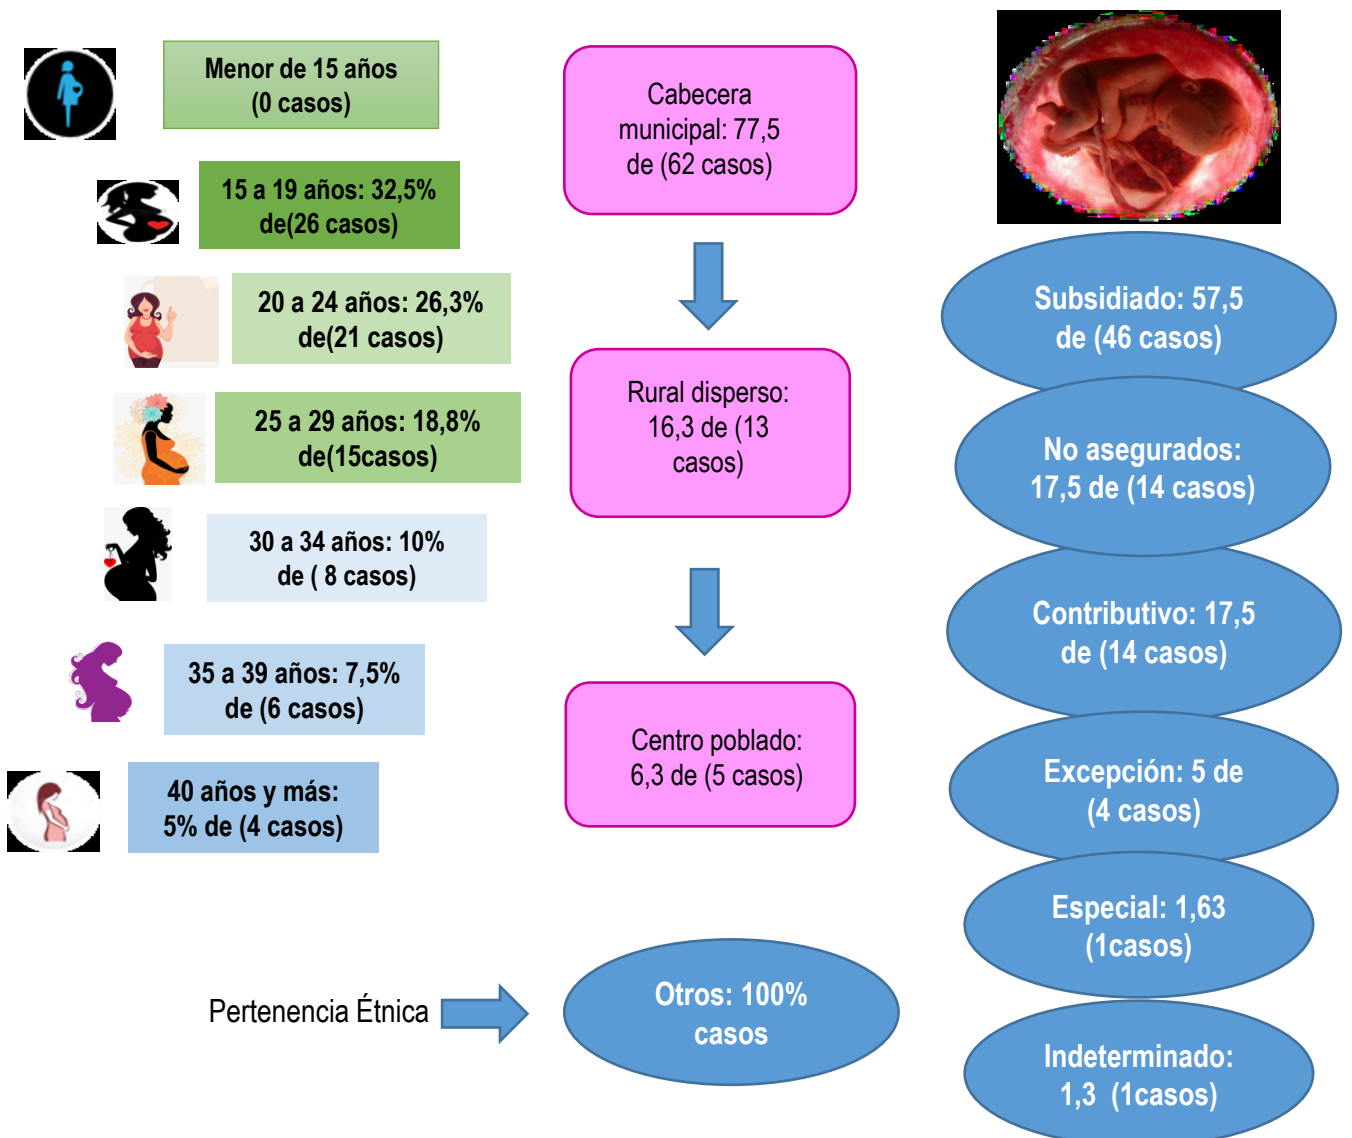 Menor de 15 años
(0 casos)
15 a 19 años: 32,5%
de(26 casos)
20 a 24 años: 26,3%
de(21 casos)
25 a 29 años: 18,8%
de(15casos)
30 a 34 años: 10%
de ( 8 casos)
35 a 39 años: 7,5%
de (6 casos)
40 años y más:
5% de (4 casos)
Cabecera
municipal: 77,5
de (62 casos)
Rural disperso:
16,3 de (13
casos)
Centro poblado:
6,3 de (5 casos)
Pertenencia Étnica
Otros: 100%
casos
Subsidiado: 57,5
de (46 casos)
No asegurados:
17,5 de (14 casos)
Contributivo: 17,5
de (14 casos)
Excepción: 5 de
(4 casos)
Especial: 1,63
(1casos)
Indeterminado:
1,3 (1casos)